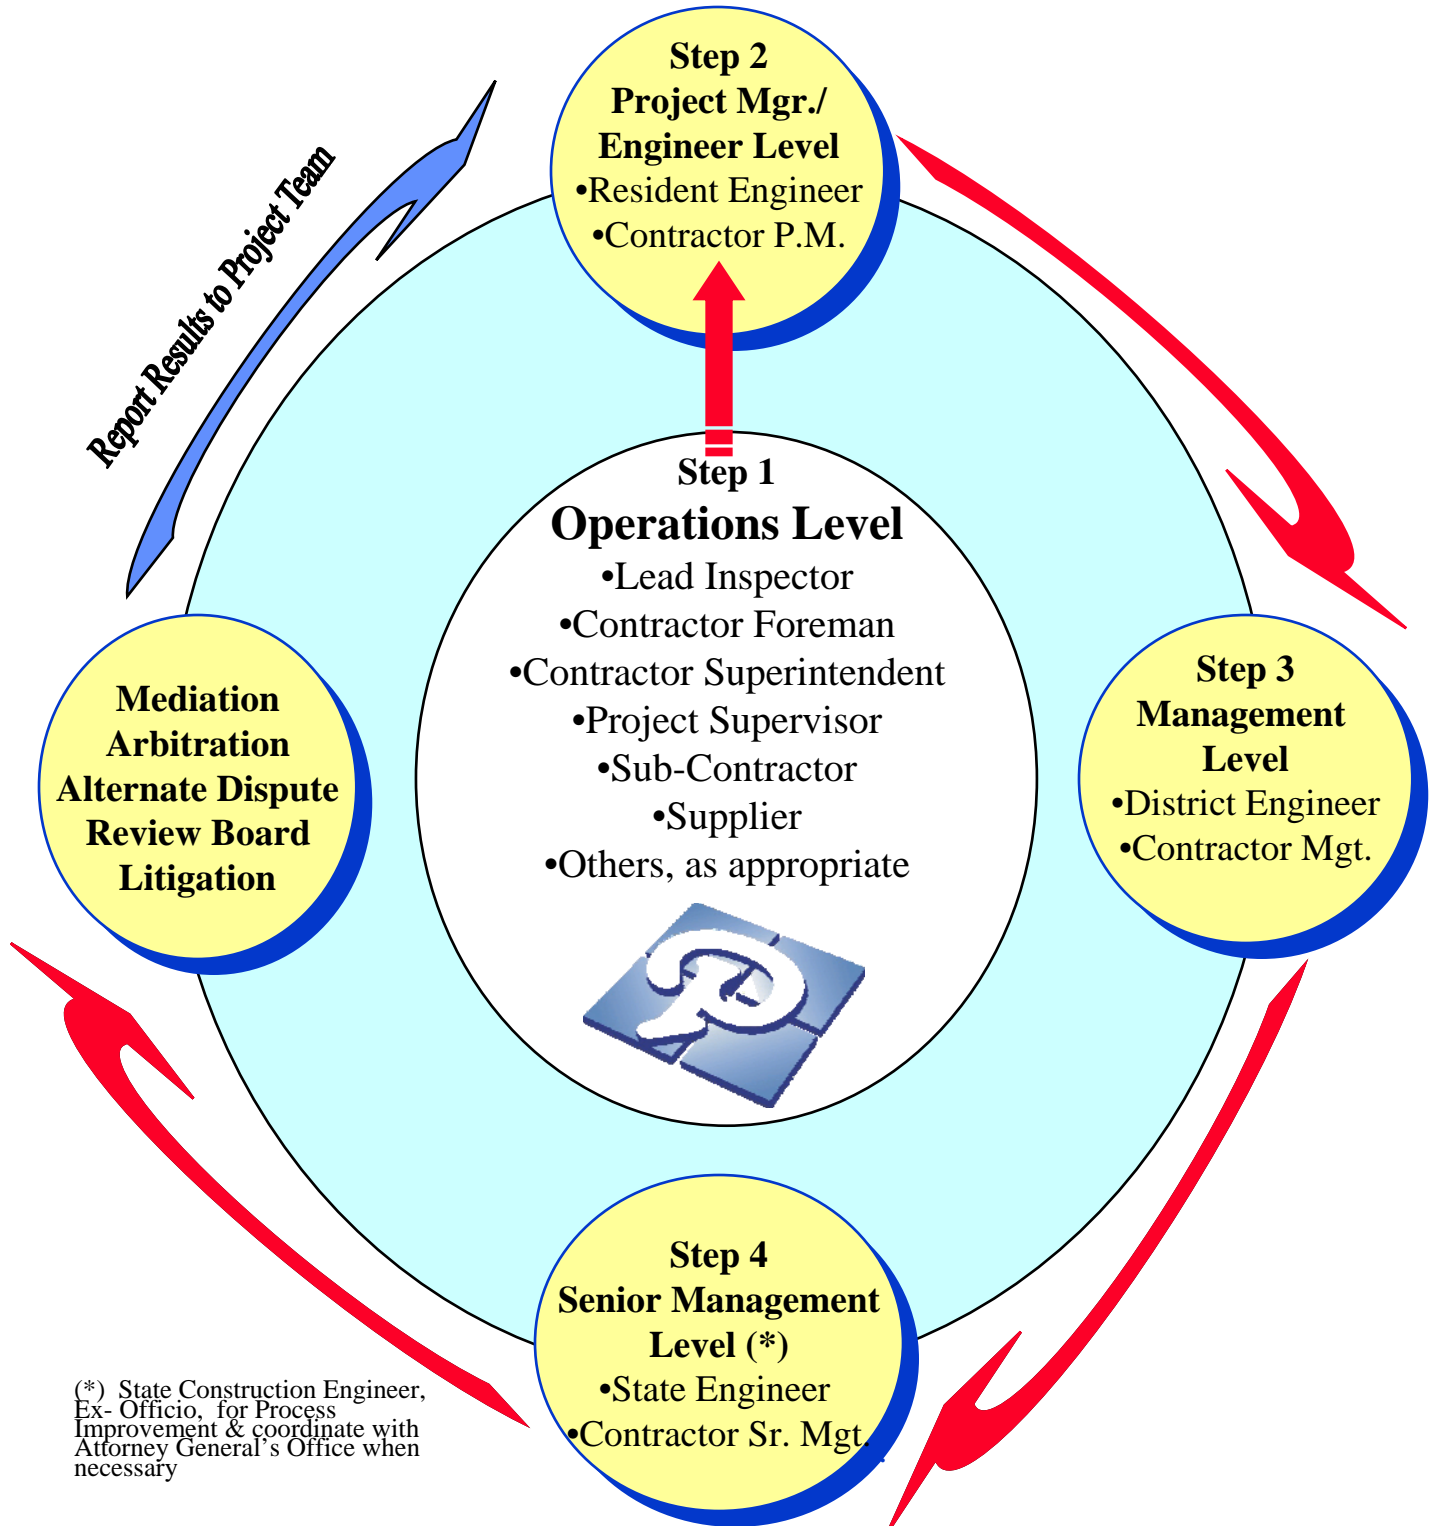 Step 2
Project Mgr./
Engineer Level
•Resident Engineer
•Contractor P.M.
Report Results to Project Team
Step 1
Operations Level
•Lead Inspector
•Contractor Foreman
•Contractor Superintendent
•Project Supervisor
•Sub-Contractor
•Supplier
•Others, as appropriate
P
Step 3
Management
Level
•District Engineer
•Contractor Mgt.
Mediation
Arbitration
Alternate Dispute
Review Board
Litigation
Step 4
Senior Management
Level (*)
•State Engineer
•Contractor Sr. Mgt.
(*) State Construction Engineer,
Ex- Officio, for Process
Improvement & coordinate with
Attorney General's Office when
necessary